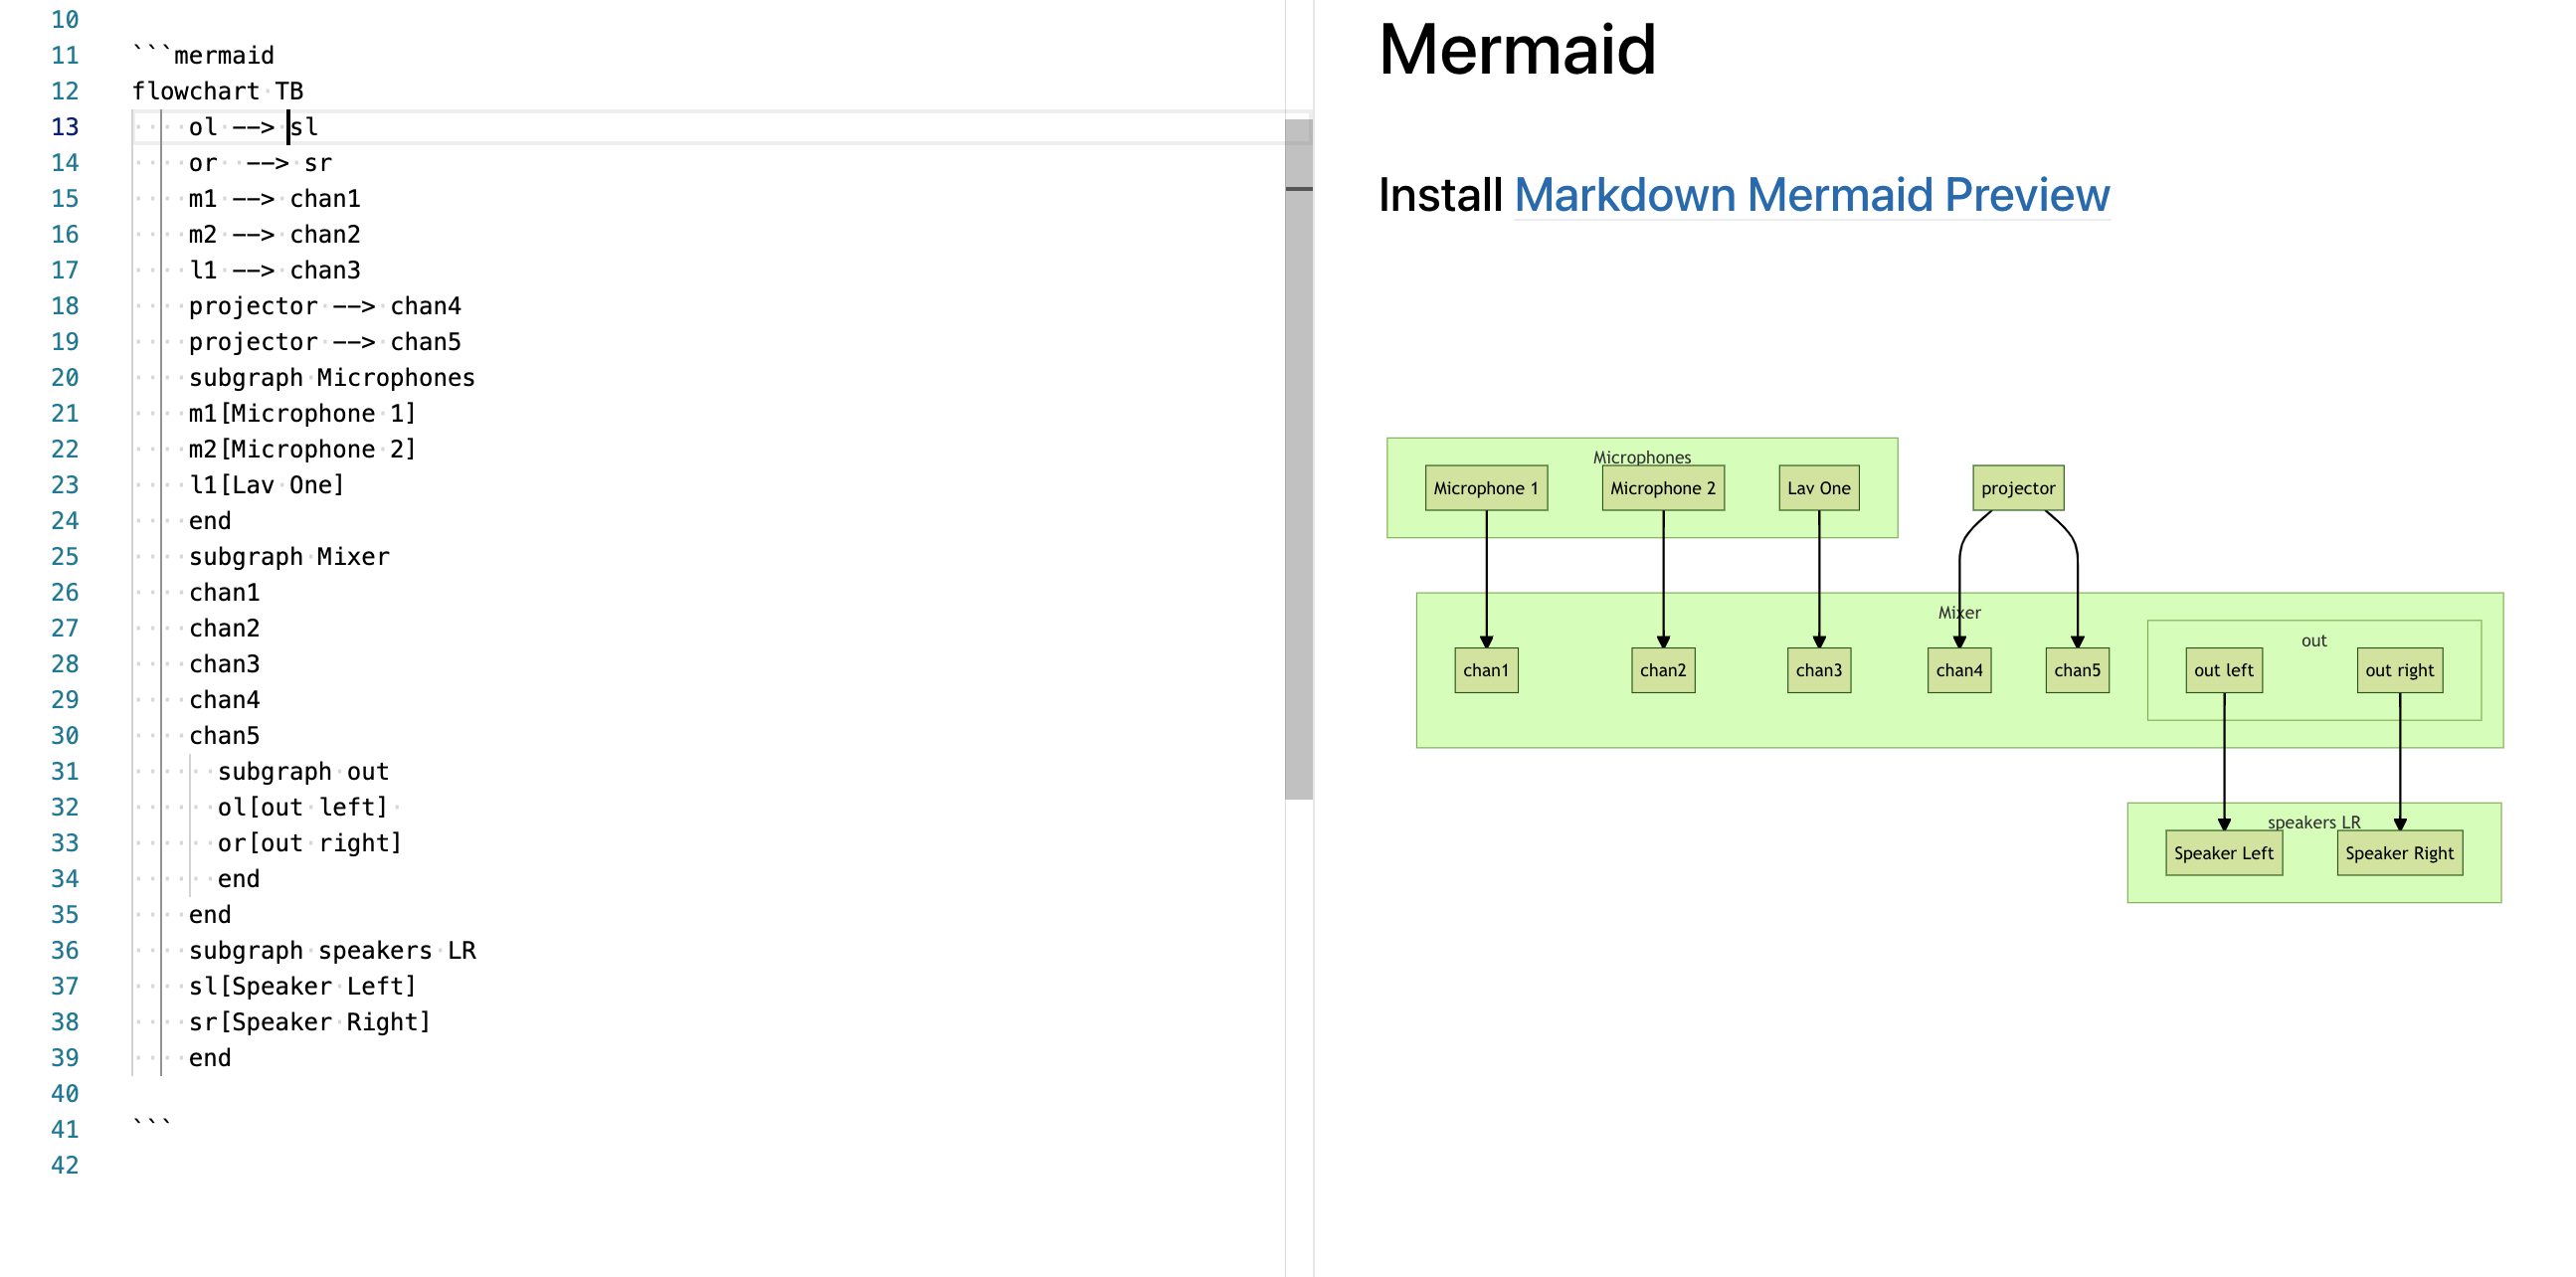 10
11 ```mermaid
12 flowchart TB
13 ol --> sl
14 or  --> sr
15 m1 --> chan1
16 m2 --> chan2
17 l1 --> chan3
18 projector --> chan4
19 projector --> chan5
20 subgraph Microphones
21 m1[Microphone 1]
22 m2[Microphone 2]
23 l1[Lav One]
24 end
25 subgraph Mixer
26 chan1
27 chan2
28 chan3
29 chan4
30 chan5
31 subgraph out
32 ol[out left]
33 or[out right]
34 end
35 end
36 subgraph speakers LR
37 sl[Speaker Left]
38 sr[Speaker Right]
39 end
40
41 ```
42
Mermaid
Install Markdown Mermaid Preview
Microphones
Microphone 1 Microphone 2 Lav One projector
Mixer
out
chan1 chan2 chan3 chan4 chan5 out left out right
speakers LR
Speaker Left Speaker Right